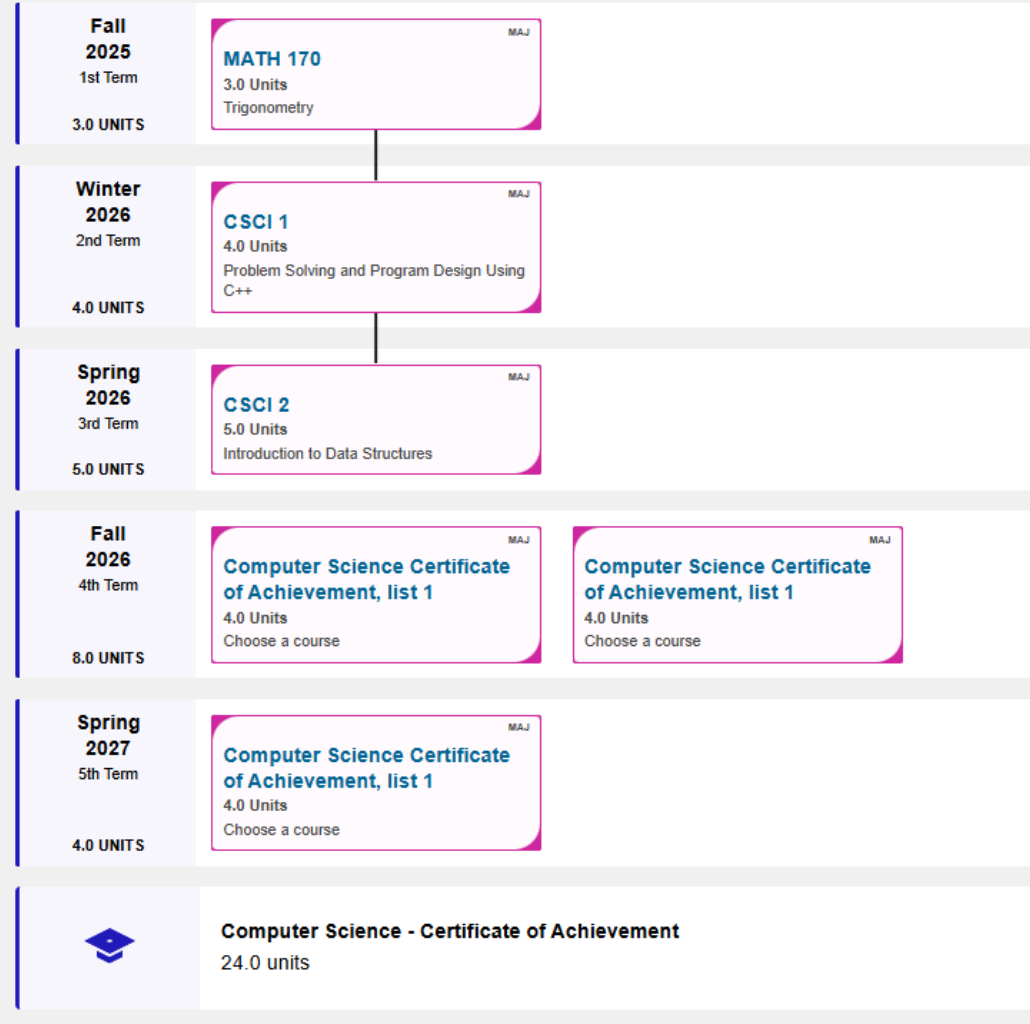 Fall
2025
1st Term
3.0 UNITS
MAJ
MATH 170
3.0 Units
Trigonometry
Winter
2026
2nd Term
4.0 UNITS
MAJ
CSCI 1
4.0 Units
Problem Solving and Program Design Using
C++
Spring
2026
3rd Term
5.0 UNITS
MAJ
CSCI 2
5.0 Units
Introduction to Data Structures
Fall
2026
4th Term
8.0 UNITS
MAJ
Computer Science Certificate
of Achievement, list 1
4.0 Units
Choose a course
MAJ
Computer Science Certificate
of Achievement, list 1
4.0 Units
Choose a course
Spring
2027
5th Term
4.0 UNITS
MAJ
Computer Science Certificate
of Achievement, list 1
4.0 Units
Choose a course
Computer Science - Certificate of Achievement
24.0 units